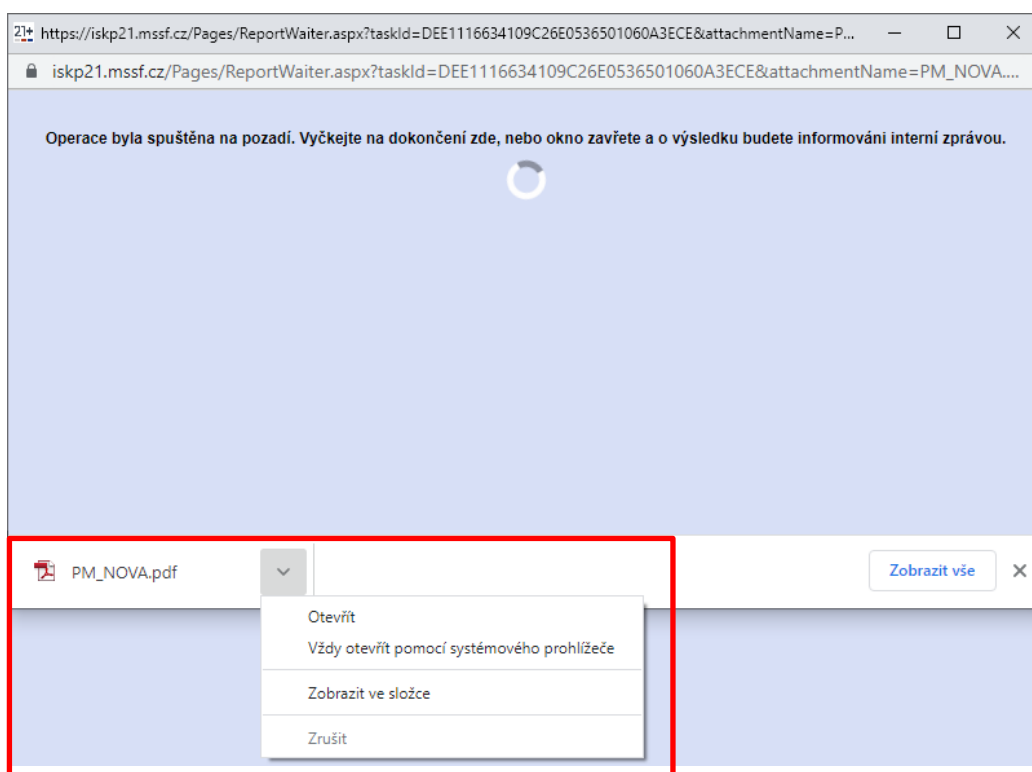 21+ https://iskp21.mssf.cz/Pages/ReportWaiter.aspx?taskId=DEE1116634109C26E0536501060A3ECE&attachmentName=P...
iskp21.mssf.cz/Pages/ReportWaiter.aspx?taskId=DEE1116634109C26E0536501060A3ECE&attachmentName=PM_NOVA....
Operace byla spuštěna na pozadí. Vyčkejte na dokončení zde, nebo okno zavřete a o výsledku budete informováni interní zprávou.
PM_NOVA.pdf
Zobrazit vše
Otevřít
Vždy otevřít pomocí systémového prohlížeče
Zobrazit ve složce
Zrušit